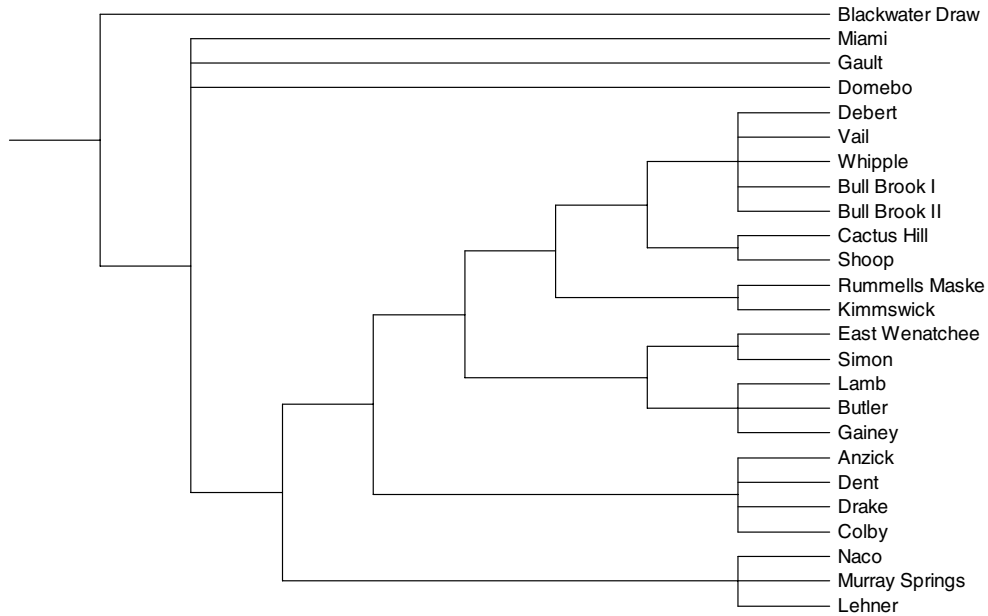 Blackwater Draw
Miami
Gault
Domebo
Debert
Vail
Whipple
Bull Brook I
Bull Brook II
Cactus Hill
Shoop
Rummells Maske
Kimmswick
East Wenatchee
Simon
Lamb
Butler
Gainey
Anzick
Dent
Drake
Colby
Naco
Murray Springs
Lehner